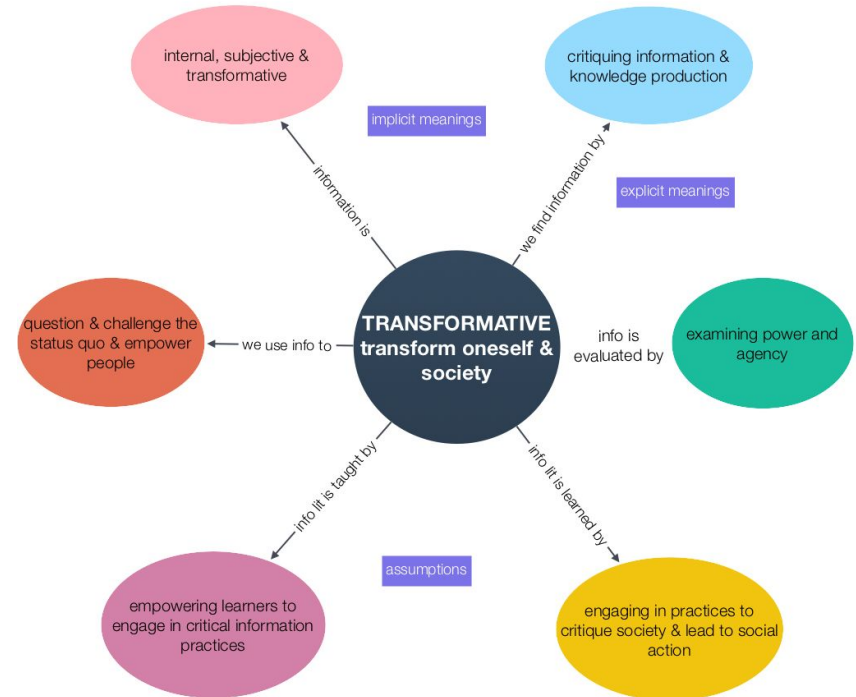 internal, subjective &
transformative
critiquing information &
knowledge production
implicit meanings
explicit meanings
information is
we find information by
TRANSFORMATIVE
transform oneself &
society
question & challenge the
status quo & empower
people
we use info to
info is
evaluated by
examining power and
agency
info lit is taught by
info lit is learned by
assumptions
empowering learners to
engage in critical information
practices
engaging in practices to
critique society & lead to social
action